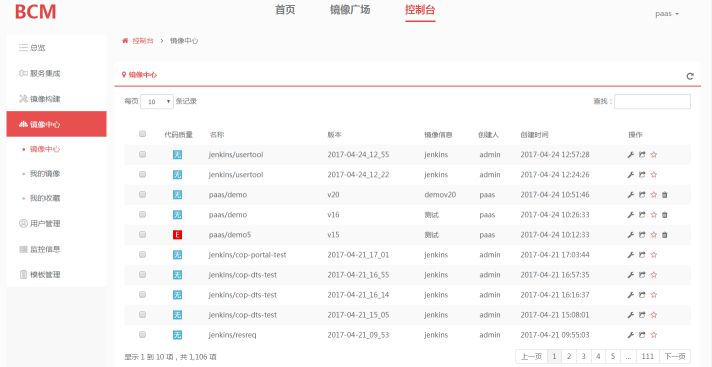 BCM
首页 镜像广场 控制台
paas
控制台 › 镜像中心
总览
服务集成
镜像构建
镜像中心
镜像中心
我的镜像
我的收藏
用户管理
监控信息
模板管理
镜像中心
每页 10 条记录
查找：
代码质量 名称 版本 镜像信息 创建人 创建时间 操作
无 jenkins/usertool 2017-04-24_12_55 jenkins admin 2017-04-24 12:57:28
无 jenkins/usertool 2017-04-24_12_22 jenkins admin 2017-04-24 12:24:26
无 paas/demo v20 demov20 paas 2017-04-24 10:51:46
无 paas/demo v16 测试 paas 2017-04-24 10:26:33
E paas/demo5 v15 测试 paas 2017-04-24 10:12:33
无 jenkins/cop-portal-test 2017-04-21_17_01 jenkins admin 2017-04-21 17:03:44
无 jenkins/cop-dts-test 2017-04-21_16_55 jenkins admin 2017-04-21 16:57:35
无 jenkins/cop-dts-test 2017-04-21_16_14 jenkins admin 2017-04-21 16:16:37
无 jenkins/cop-dts-test 2017-04-21_15_05 jenkins admin 2017-04-21 15:08:01
无 jenkins/resreq 2017-04-21_09_53 jenkins admin 2017-04-21 09:55:03
显示 1 到 10 项，共 1,106 项
上一页 1 2 3 4 5 ... 111 下一页